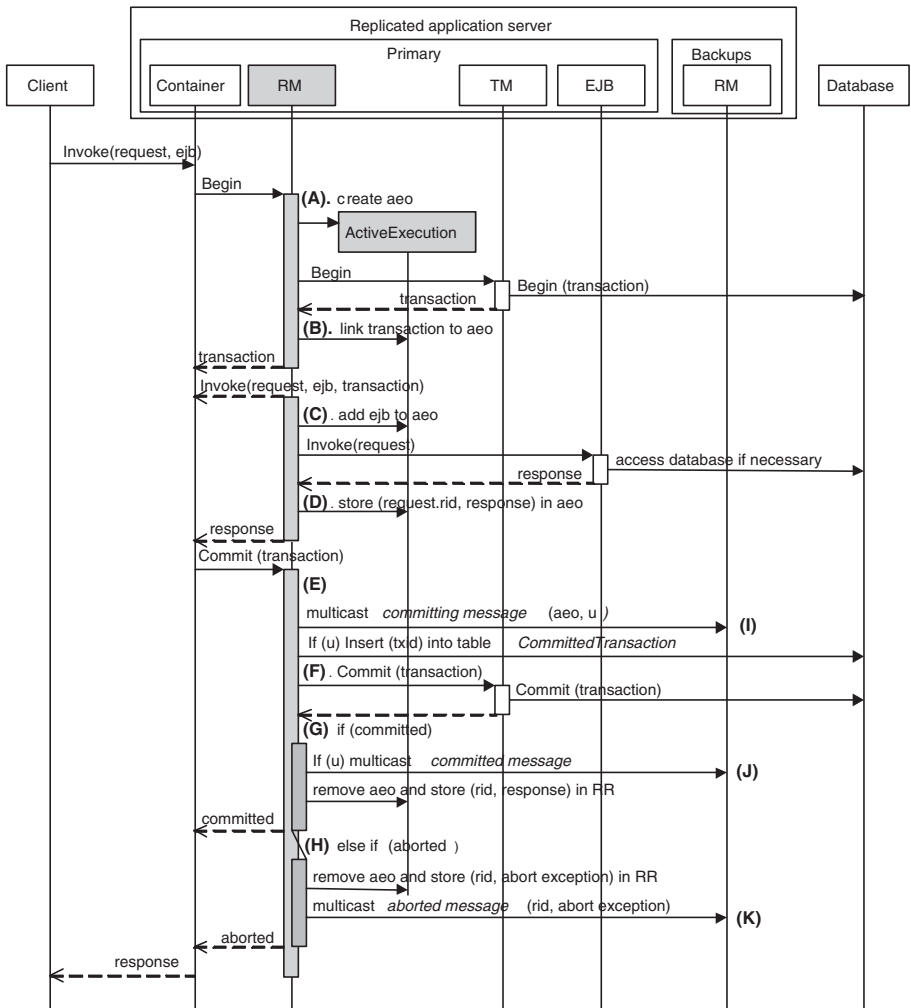 Replicated application server
Primary
Backups
Client
Container
RM
TM
EJB
RM
Database
Invoke(request, ejb)
Begin
(A). create aeo
ActiveExecution
Begin
Begin (transaction)
transaction
(B). link transaction to aeo
transaction
Invoke(request, ejb, transaction)
(C) . add ejb to aeo
Invoke(request)
access database if necessary
response
(D) . store (request.rid, response) in aeo
response
Commit (transaction)
(E)
multicast committing message (aeo, u )
(I)
If (u) Insert (txid) into table CommittedTransaction
(F) . Commit (transaction)
Commit (transaction)
(G) if (committed)
If (u) multicast committed message
(J)
remove aeo and store (rid, response) in RR
committed
(H) else if (aborted )
remove aeo and store (rid, abort exception) in RR
multicast aborted message (rid, abort exception)
(K)
aborted
response